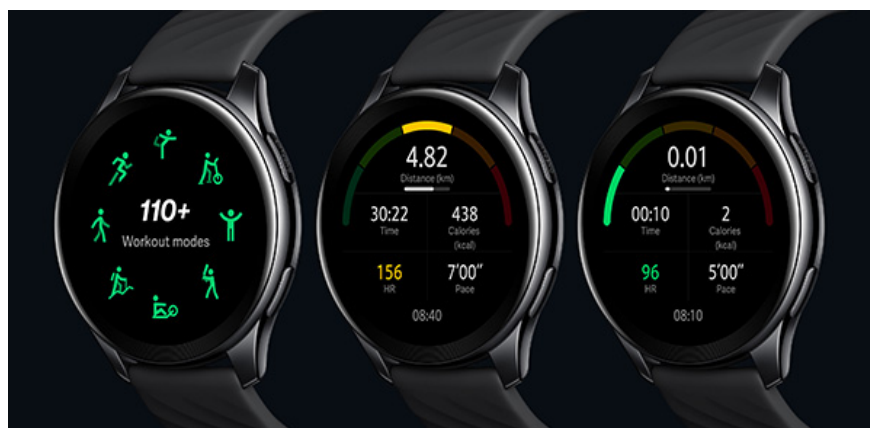 110+
Workout modes
4.82
Distance (km)
30:22
Time
438
Calories
(kcal)
156
HR
7'00"
Pace
08:40
0.01
Distance (km)
00:10
Time
2
Calories
(kcal)
96
HR
5'00"
Pace
08:10